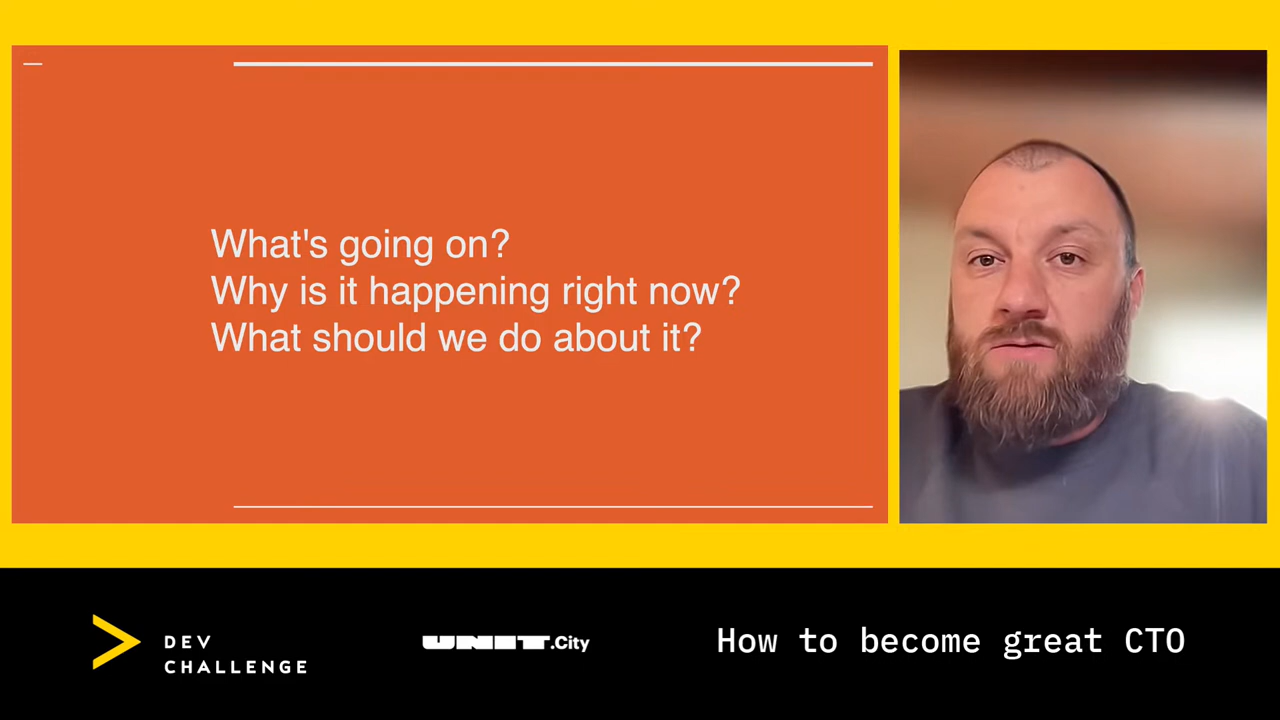 What's going on?
Why is it happening right now?
What should we do about it?
DEV
CHALLENGE
UNIT.City
How to become great CTO